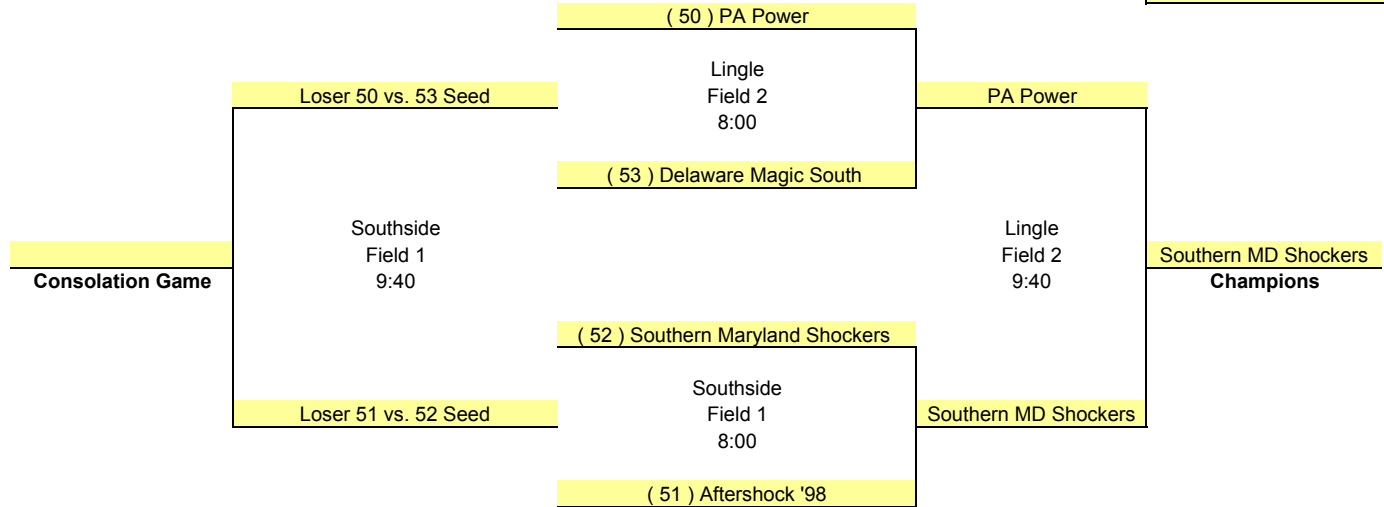 ( 50 ) PA Power
Lingle
Loser 50 vs. 53 Seed
Field 2
PA Power
8:00
( 53 ) Delaware Magic South
Southside
Lingle
Field 1
Field 2
Southern MD Shockers
Consolation Game
9:40
9:40
Champions
( 52 ) Southern Maryland Shockers
Southside
Loser 51 vs. 52 Seed
Field 1
Southern MD Shockers
8:00
( 51 ) Aftershock '98